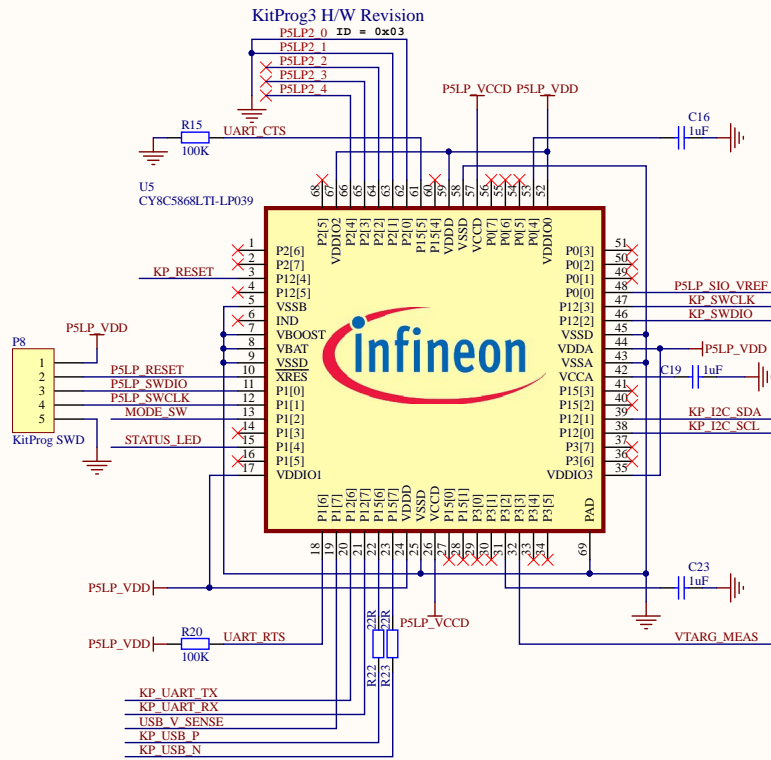 KitProg3 H/W Revision
P5LP2_0 ID = 0x03
P5LP2_1
P5LP2_2
P5LP2_3
P5LP2_4
P5LP_VCCD P5LP_VDD
R15
100K
UART_CTS
C16
1uF
U5
CY8C5868LTI-LP039
68 67 66 65 64 63 62 61 60 59 58 57 56 55 54 53 52
P2[5] VDDIO2 P2[4] P2[3] P2[2] P2[1] P2[0] P15[5] P15[4] VDDD VSSD VCCD P0[7] P0[6] P0[5] P0[4] VDDIO0
1 P2[6]
2 P2[7]
KP_RESET 3 P12[4]
4 P12[5]
5 VSSB
6 IND
7 VBOOST
8 VBAT
9 VSSD
P5LP_RESET 10 XRES
P5LP_SWDIO 11 P1[0]
P5LP_SWCLK 12 P1[1]
MODE_SW 13 P1[2]
14 P1[3]
STATUS_LED 15 P1[4]
16 P1[5]
17 VDDIO1
P8
P5LP_VDD
1
2
3
4
5
KitProg SWD
infineon
P0[3] 51
P0[2] 50
P0[1] 49
P0[0] 48 P5LP_SIO_VREF
P12[3] 47 KP_SWCLK
P12[2] 46 KP_SWDIO
VSSD 45
VDDA 44 P5LP_VDD
VSSA 43
VCCA 42 C19 1uF
P15[3] 41
P15[2] 40
P12[1] 39 KP_I2C_SDA
P12[0] 38 KP_I2C_SCL
P3[7] 37
P3[6] 36
VDDIO3 35
P1[6] P1[7] P12[6] P12[7] P15[6] P15[7] VDDD VSSD VCCD P15[0] P15[1] P3[0] P3[1] P3[2] P3[3] P3[4] P3[5] PAD
18 19 20 21 22 23 24 25 26 27 28 29 30 31 32 33 34 69
P5LP_VDD
C23
1uF
22R 22R
P5LP_VCCD
R20
P5LP_VDD UART_RTS
100K
R22 R23
VTARG_MEAS
KP_UART_TX
KP_UART_RX
USB_V_SENSE
KP_USB_P
KP_USB_N